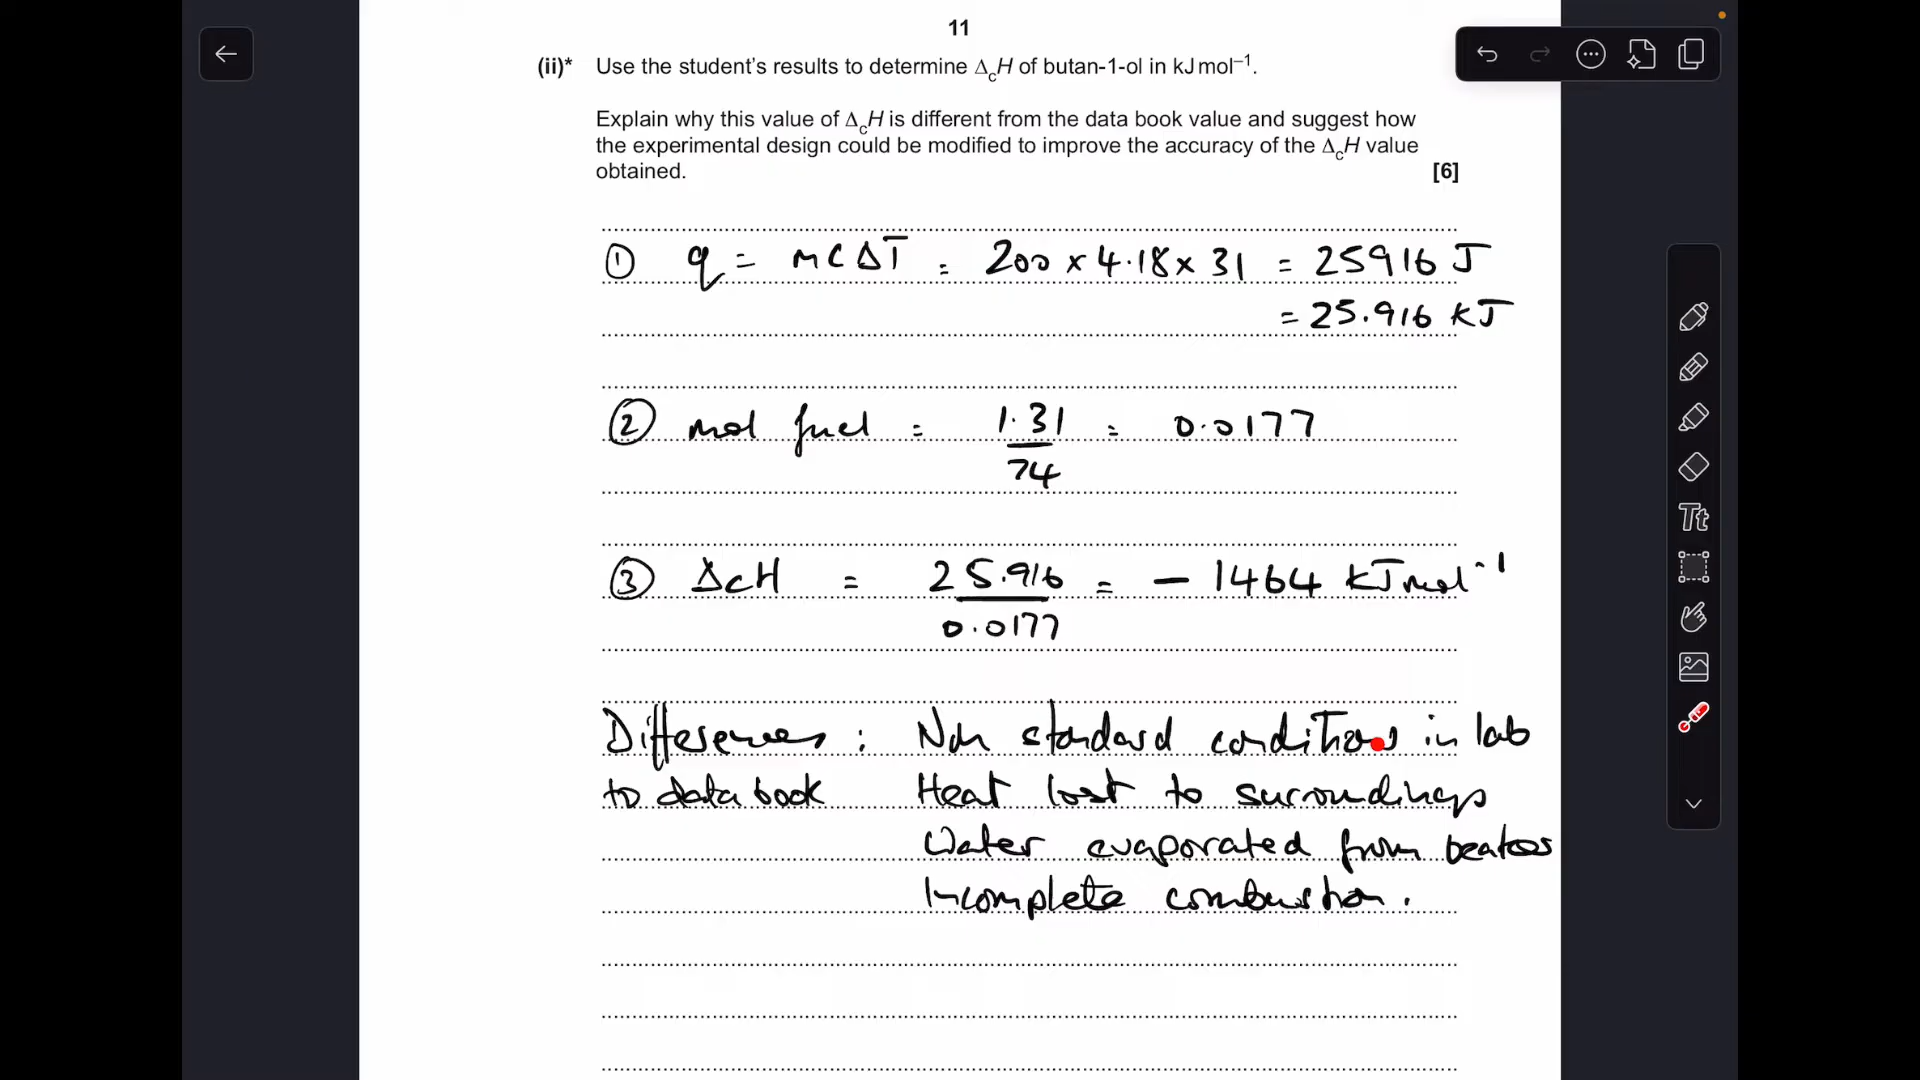 11
(ii)* Use the student's results to determine ΔcH of butan-1-ol in kJ mol⁻¹.
Explain why this value of ΔcH is different from the data book value and suggest how
the experimental design could be modified to improve the accuracy of the ΔcH value
obtained. [6]
① q = mcΔT = 200 × 4.18 × 31 = 25916 J
= 25.916 kJ
② mol fuel = 1.31 / 74 = 0.0177
③ ΔcH = 25.916 / 0.0177 = - 1464 kJmol⁻¹
Differences : Non standard conditions in lab
to data book Heat lost to surroundings
Water evaporated from beaker
Incomplete combustion.
Tt